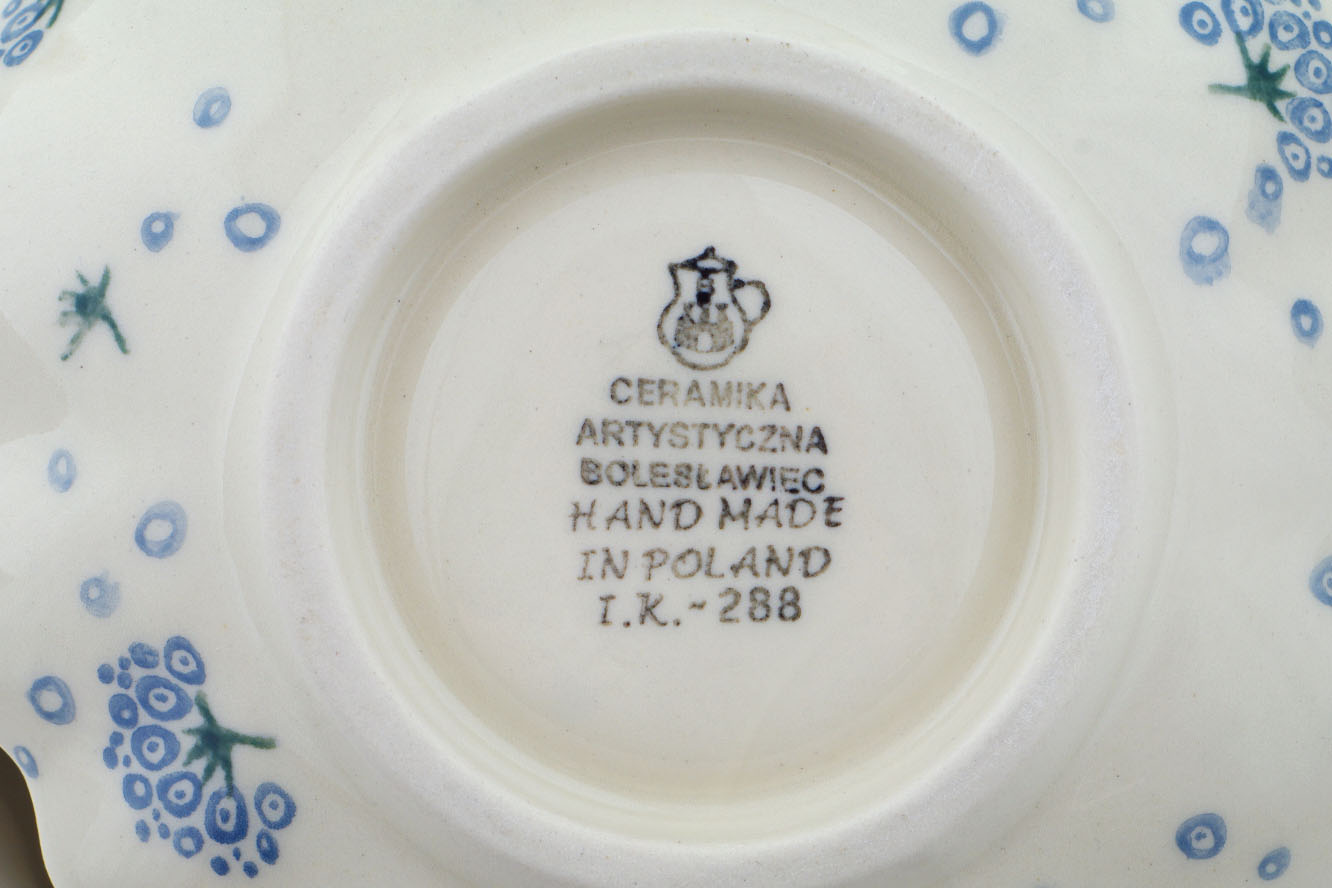 CERAMIKA
ARTYSTYCZNA
BOLESŁAWIEC
HAND MADE
IN POLAND
I.K.-288